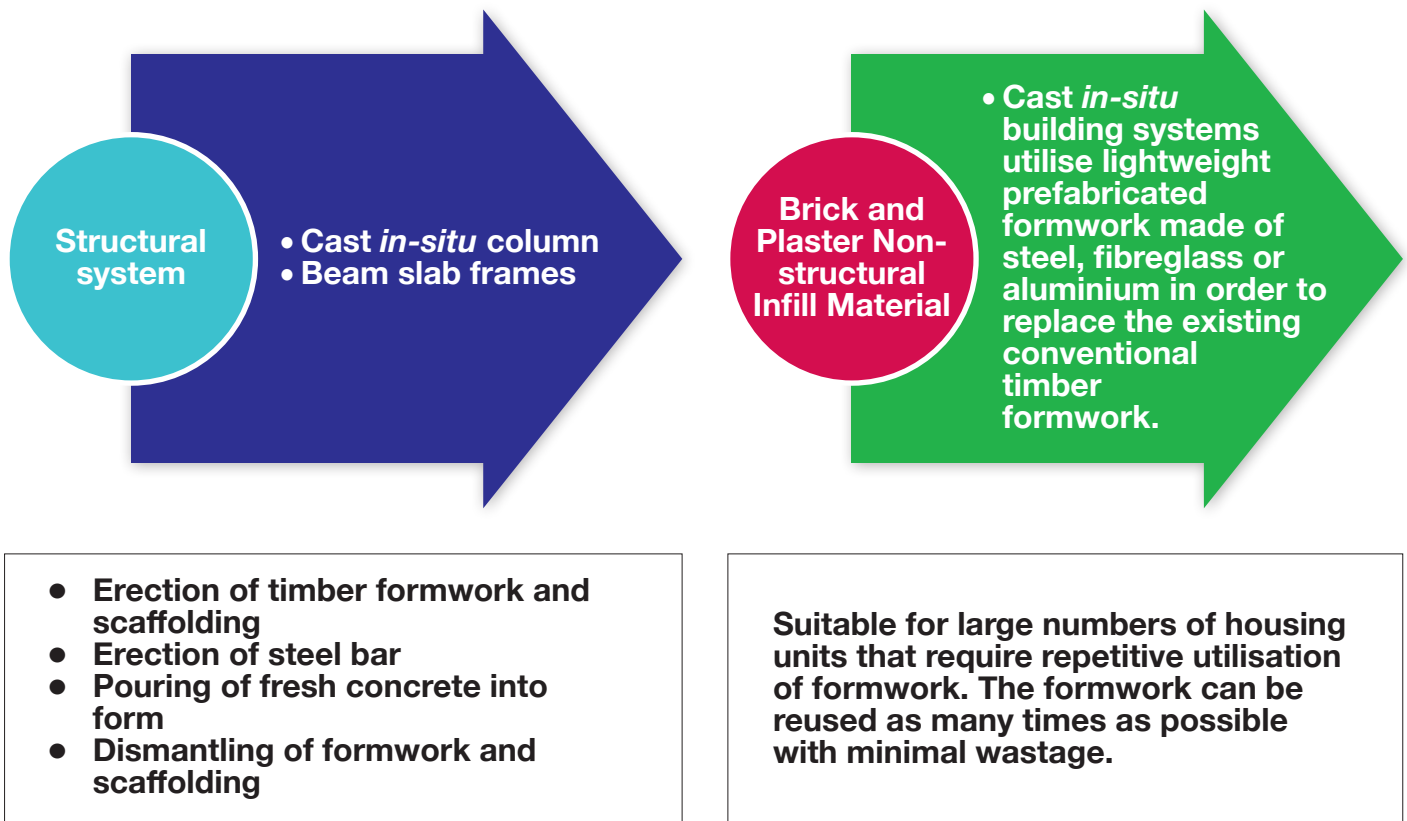 Structural
system
• Cast in-situ column
• Beam slab frames
Brick and
Plaster Non-
structural
Infill Material
• Cast in-situ
building systems
utilise lightweight
prefabricated
formwork made of
steel, fibreglass or
aluminium in order to
replace the existing
conventional
timber
formwork.
● Erection of timber formwork and
scaffolding
● Erection of steel bar
● Pouring of fresh concrete into
form
● Dismantling of formwork and
scaffolding
Suitable for large numbers of housing
units that require repetitive utilisation
of formwork. The formwork can be
reused as many times as possible
with minimal wastage.